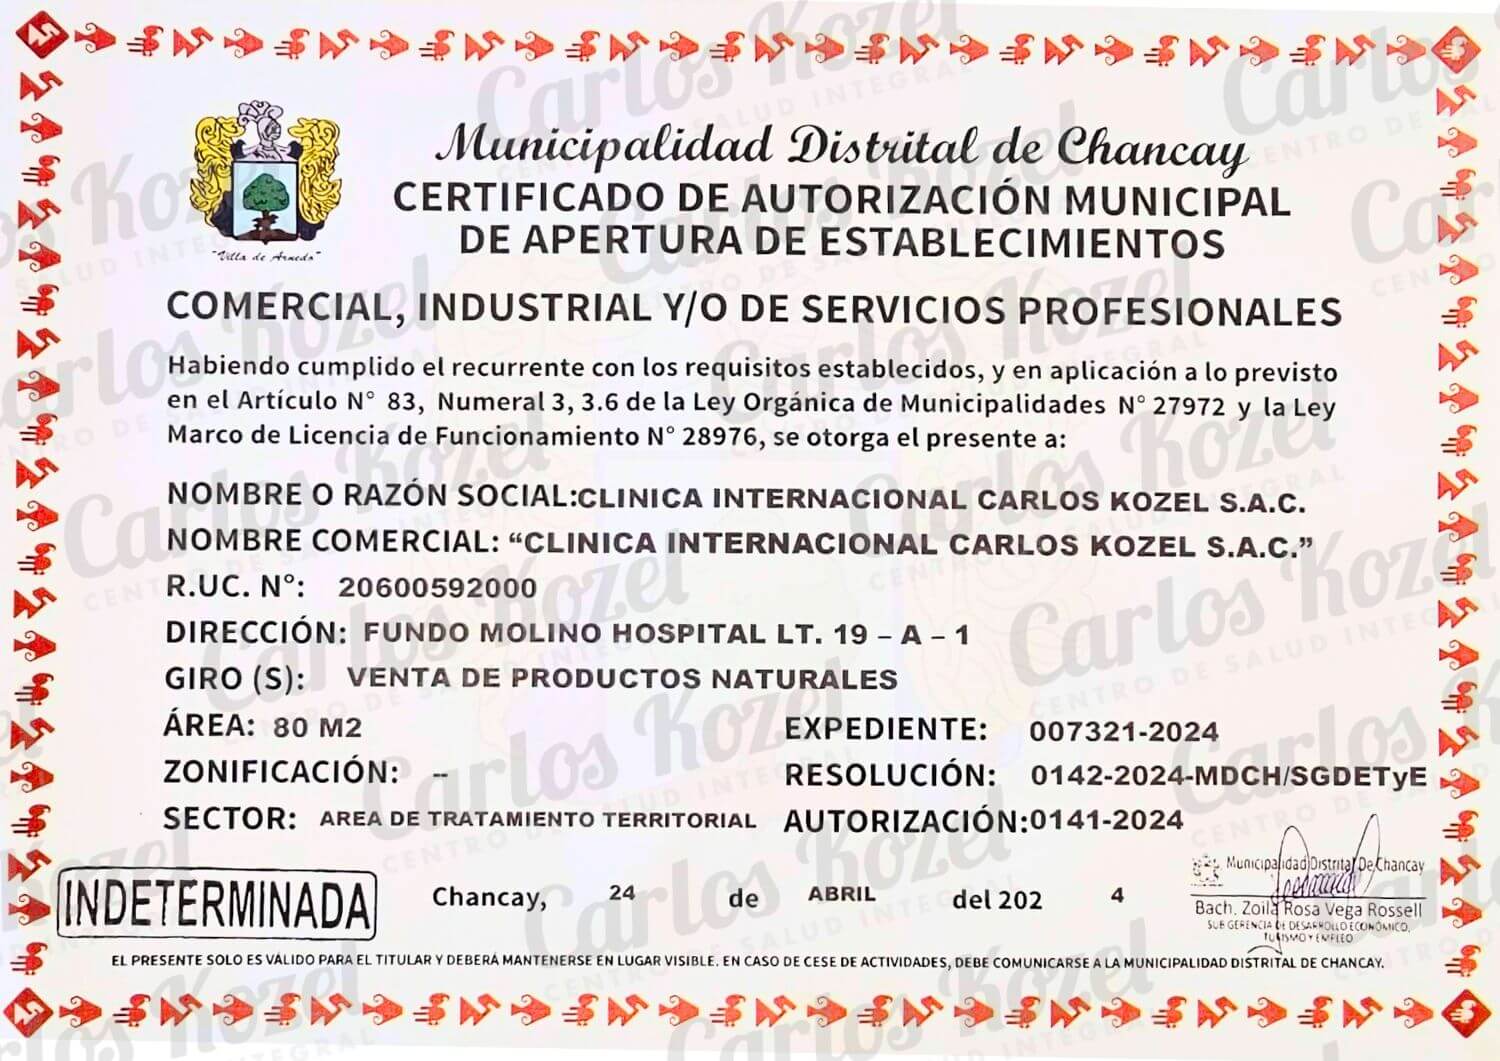 Municipalidad Distrital de Chancay
CERTIFICADO DE AUTORIZACIÓN MUNICIPAL
DE APERTURA DE ESTABLECIMIENTOS
"Villa de Arnedo"
COMERCIAL, INDUSTRIAL Y/O DE SERVICIOS PROFESIONALES
Habiendo cumplido el recurrente con los requisitos establecidos, y en aplicación a lo previsto
en el Artículo N° 83, Numeral 3, 3.6 de la Ley Orgánica de Municipalidades N° 27972 y la Ley
Marco de Licencia de Funcionamiento N° 28976, se otorga el presente a:
NOMBRE O RAZÓN SOCIAL:CLINICA INTERNACIONAL CARLOS KOZEL S.A.C.
NOMBRE COMERCIAL: “CLINICA INTERNACIONAL CARLOS KOZEL S.A.C.”
R.UC. N°: 20600592000
DIRECCIÓN: FUNDO MOLINO HOSPITAL LT. 19 – A – 1
GIRO (S): VENTA DE PRODUCTOS NATURALES
ÁREA: 80 M2 EXPEDIENTE: 007321-2024
ZONIFICACIÓN: -- RESOLUCIÓN: 0142-2024-MDCH/SGDETyE
SECTOR: AREA DE TRATAMIENTO TERRITORIAL AUTORIZACIÓN:0141-2024
INDETERMINADA
Chancay, 24 de ABRIL del 202 4
Municipalidad Distrital De Chancay
Bach. Zoila Rosa Vega Rossell
SUB GERENCIA DE DESARROLLO ECONÓMICO,
TURISMO Y EMPLEO
EL PRESENTE SOLO ES VÁLIDO PARA EL TITULAR Y DEBERÁ MANTENERSE EN LUGAR VISIBLE. EN CASO DE CESE DE ACTIVIDADES, DEBE COMUNICARSE A LA MUNICIPALIDAD DISTRITAL DE CHANCAY.
Carlos Kozel
CENTRO DE SALUD INTEGRAL